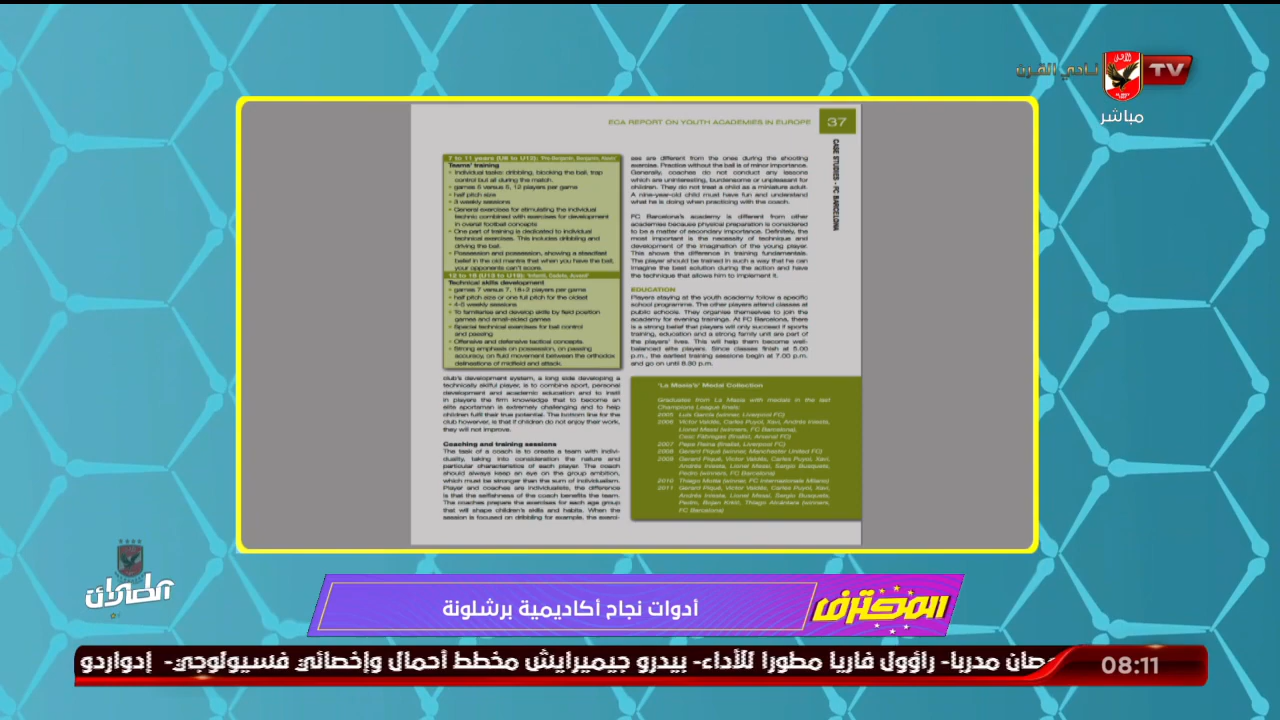 TV
نادي القرن
مباشر
ECA REPORT ON YOUTH ACADEMIES IN EUROPE
37
CASE STUDIES - FC BARCELONA
7 to 11 years (U8 to U12):
Teams' training
• Individual tasks: dribbling, blocking the ball, trap
control but all during the match.
• games 5 versus 5, 12 players per game
• half pitch size
• 3 weekly sessions
• General exercises for stimulating the individual
technic combined with exercises for development
in overall football concepts
• One part of training is dedicated to individual
technical exercises. This includes dribbling and
driving the ball.
• Possession and possession, showing a steadfast
belief in the old mantra that when you have the ball,
your opponents can't score.
Technical skills development
• games 7 versus 7, 18+2 players per game
• half pitch size or one full pitch for the oldest
• 4-5 weekly sessions
• To familiarise and develop skills by field position
games and small-sided games
• Special technical exercises for ball control
and passing
• Offensive and defensive tactical concepts.
• Strong emphasis on possession, on passing
accuracy, on fluid movement between the orthodox
delineations of midfield and attack.
club's development system, a long side developing a
technically skilful player, is to combine sport, personal
development and academic education and to instil
in players the firm knowledge that to become an
elite sportsman is extremely challenging and to help
children fulfil their true potential. The bottom line for the
club however, is that if children do not enjoy their work,
they will not improve.
Coaching and training sessions
The task of a coach is to create a team with indivi-
duality, taking into consideration the nature and
particular characteristics of each player. The coach
should always keep an eye on the group ambition,
which must be stronger than the sum of individualism.
Player and coaches are individualists, the difference
is that the selfishness of the coach benefits the team.
The coaches prepare the exercises for each age group
that will shape children's skills and habits. When the
session is focused on dribbling for example, the exerci-
ses are different from the ones during the shooting
exercise. Practice without the ball is of minor importance.
Generally, coaches do not conduct any lessons
which are uninteresting, burdensome or unpleasant for
children. They do not treat a child as a miniature adult.
A nine-year-old child must have fun and understand
what he is doing when practicing with the coach.
FC Barcelona's academy is different from other
academies because physical preparation is considered
to be a matter of secondary importance. Definitely, the
most important is the necessity of technique and
development of the imagination of the young player.
This shows the difference in training fundamentals.
The player should be trained in such a way that he can
imagine the best solution during the action and have
the technique that allows him to implement it.
EDUCATION
Players staying at the youth academy follow a specific
school programme. The other players attend classes at
public schools. They organise themselves to join the
academy for evening trainings. At FC Barcelona, there
is a strong belief that players will only succeed if sports
training, education and a strong family unit are part of
the players' lives. This will help them become well-
balanced elite players. Since classes finish at 5.00
p.m., the earliest training sessions begin at 7.00 p.m.
and go on until 8.30 p.m.
'La Masia's' Medal Collection
Graduates from La Masia with medals in the last
Champions League finals:
2005 Luis García (winner, Liverpool FC)
2006 Víctor Valdés, Carles Puyol, Xavi, Andrés Iniesta,
Lionel Messi (winners, FC Barcelona),
Cesc Fàbregas (finalist, Arsenal FC)
2007 Pepe Reina (finalist, Liverpool FC)
2008 Gerard Piqué (winner, Manchester United FC)
2009 Gerard Piqué, Víctor Valdés, Carles Puyol, Xavi,
Andrés Iniesta, Lionel Messi, Sergio Busquets,
Pedro (winners, FC Barcelona)
2010 Thiago Motta (winner, FC Internazionale Milano)
2011 Gerard Piqué, Víctor Valdés, Carles Puyol, Xavi,
Andrés Iniesta, Lionel Messi, Sergio Busquets,
Pedro, Bojan Krkić, Thiago Alcántara (winners,
FC Barcelona)
المحترف
أدوات نجاح أكاديمية برشلونة
08:11
مدربا- راؤول فاريا مطورا للأداء- بيدرو جيميرايش مخطط أحمال وإخصائي فسيولوجي- إدواردو